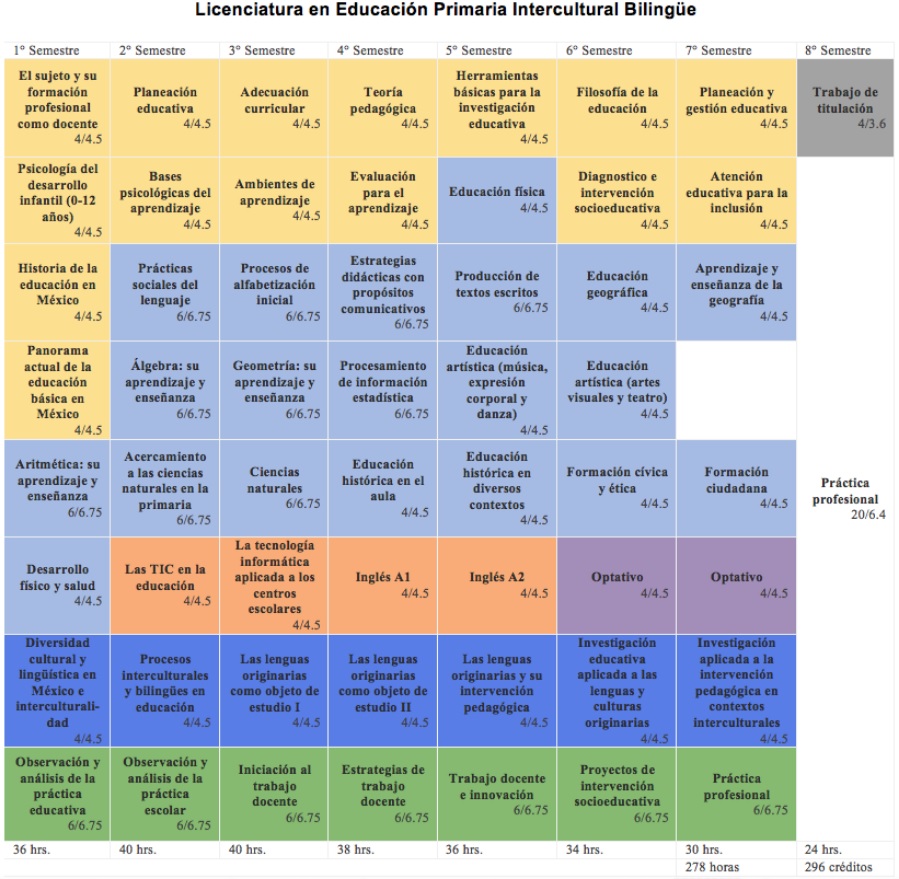 Licenciatura en Educación Primaria Intercultural Bilingüe
1° Semestre
2° Semestre
3° Semestre
4° Semestre
5° Semestre
6° Semestre
7° Semestre
8° Semestre
El sujeto y su
formación
profesional
como docente
4/4.5
Planeación
educativa
4/4.5
Adecuación
curricular
4/4.5
Teoría
pedagógica
4/4.5
Herramientas
básicas para la
investigación
educativa
4/4.5
Filosofía de la
educación
4/4.5
Planeación y
gestión educativa
4/4.5
Trabajo de
titulación
4/3.6
Psicología del
desarrollo
infantil (0-12
años)
4/4.5
Bases
psicológicas del
aprendizaje
4/4.5
Ambientes de
aprendizaje
4/4.5
Evaluación
para el
aprendizaje
4/4.5
Educación física
4/4.5
Diagnostico e
intervención
socioeducativa
4/4.5
Atención
educativa para la
inclusión
4/4.5
Historia de la
educación en
México
4/4.5
Prácticas
sociales del
lenguaje
6/6.75
Procesos de
alfabetización
inicial
6/6.75
Estrategias
didácticas con
propósitos
comunicativos
6/6.75
Producción de
textos escritos
6/6.75
Educación
geográfica
4/4.5
Aprendizaje y
enseñanza de la
geografía
4/4.5
Panorama
actual de la
educación
básica en
México
4/4.5
Álgebra: su
aprendizaje y
enseñanza
6/6.75
Geometría: su
aprendizaje y
enseñanza
6/6.75
Procesamiento
de información
estadística
6/6.75
Educación
artística (música,
expresión
corporal y
danza)
4/4.5
Educación
artística (artes
visuales y teatro)
4/4.5
Aritmética: su
aprendizaje y
enseñanza
6/6.75
Acercamiento
a las ciencias
naturales en la
primaria
6/6.75
Ciencias
naturales
6/6.75
Educación
histórica en el
aula
4/4.5
Educación
histórica en
diversos
contextos
4/4.5
Formación cívica
y ética
4/4.5
Formación
ciudadana
4/4.5
Práctica
profesional
20/6.4
Desarrollo
físico y salud
4/4.5
Las TIC en la
educación
4/4.5
La tecnología
informática
aplicada a los
centros
escolares
4/4.5
Inglés A1
4/4.5
Inglés A2
4/4.5
Optativo
4/4.5
Optativo
4/4.5
Diversidad
cultural y
lingüística en
México e
interculturali-
dad
4/4.5
Procesos
interculturales
y bilingües en
educación
4/4.5
Las lenguas
originarias
como objeto de
estudio I
4/4.5
Las lenguas
originarias
como objeto de
estudio II
4/4.5
Las lenguas
originarias y su
intervención
pedagógica
4/4.5
Investigación
educativa
aplicada a las
lenguas y
culturas
originarias
4/4.5
Investigación
aplicada a la
intervención
pedagógica en
contextos
interculturales
4/4.5
Observación y
análisis de la
práctica
educativa
6/6.75
Observación y
análisis de la
práctica
escolar
6/6.75
Iniciación al
trabajo
docente
6/6.75
Estrategias de
trabajo
docente
6/6.75
Trabajo docente
e innovación
6/6.75
Proyectos de
intervención
socioeducativa
6/6.75
Práctica
profesional
6/6.75
36 hrs.
40 hrs.
40 hrs.
38 hrs.
36 hrs.
34 hrs.
30 hrs.
24 hrs.
278 horas
296 créditos